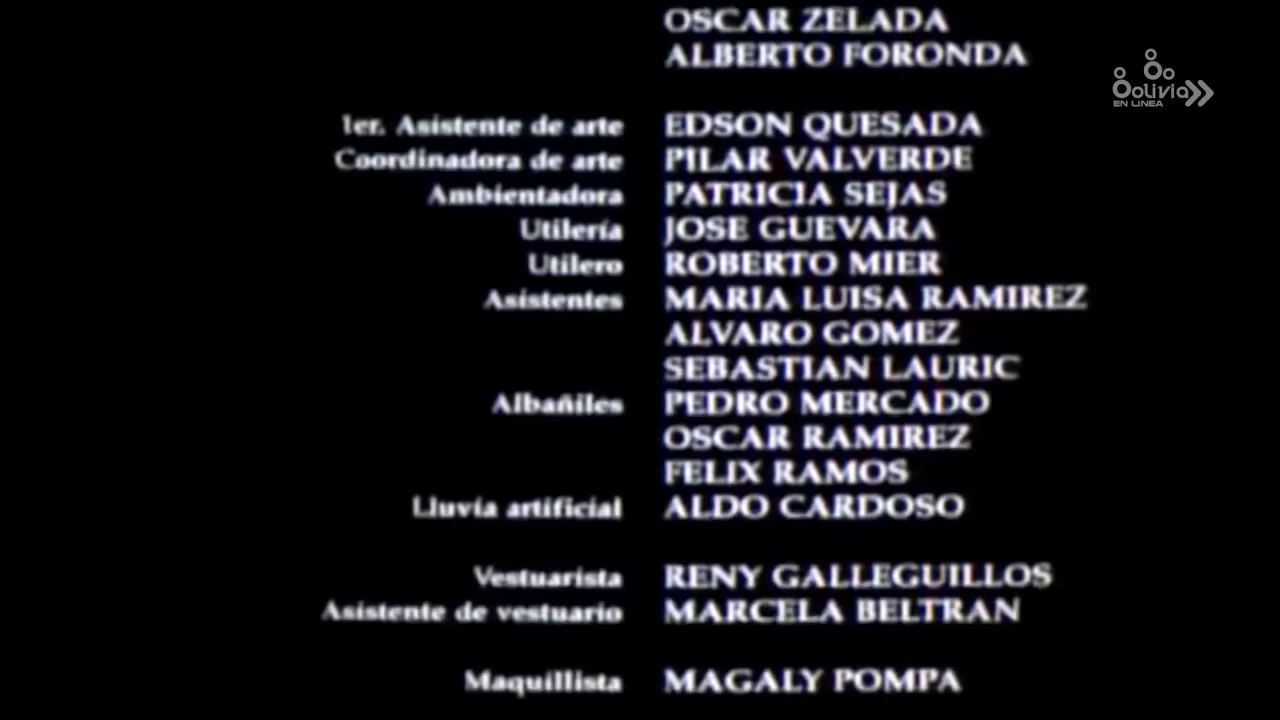 OSCAR ZELADA
ALBERTO FORONDA
olivia
EN LINEA
1er. Asistente de arte EDSON QUESADA
Coordinadora de arte PILAR VALVERDE
Ambientadora PATRICIA SEJAS
Utilería JOSE GUEVARA
Utilero ROBERTO MIER
Asistentes MARIA LUISA RAMIREZ
ALVARO GOMEZ
SEBASTIAN LAURIC
Albañiles PEDRO MERCADO
OSCAR RAMIREZ
FELIX RAMOS
Lluvia artificial ALDO CARDOSO
Vestuarista RENY GALLEGUILLOS
Asistente de vestuario MARCELA BELTRAN
Maquillista MAGALY POMPA